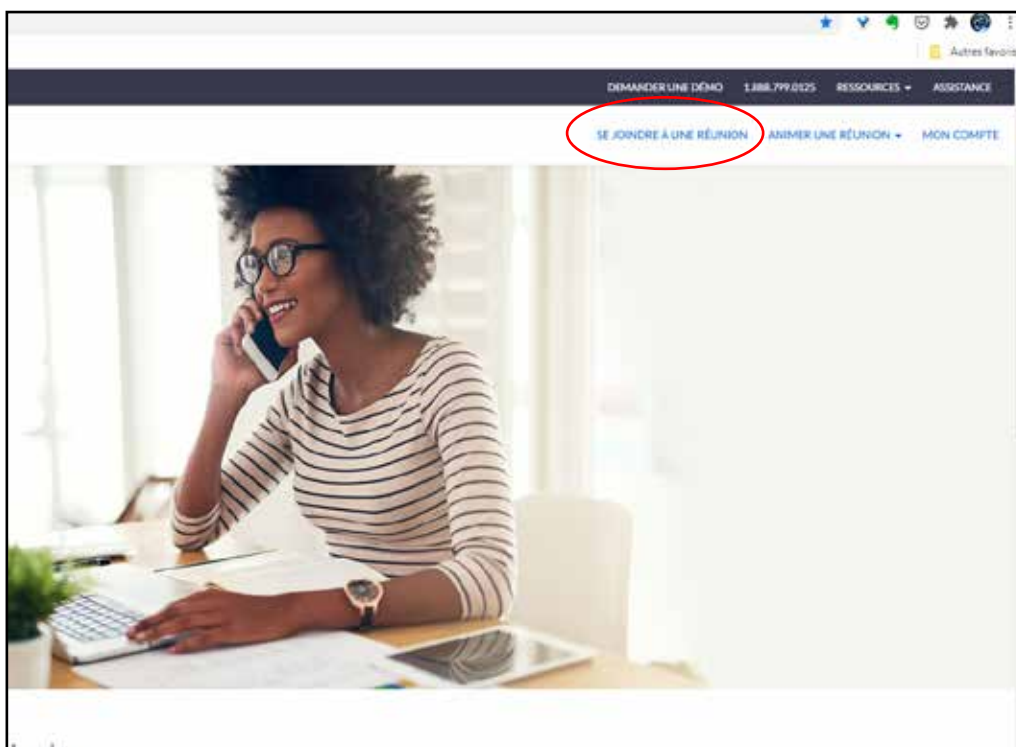 Autres favoris
DEMANDER UNE DÉMO 1.888.799.0125 RESSOURCES ASSISTANCE
SE JOINDRE À UNE RÉUNION ANIMER UNE RÉUNION MON COMPTE